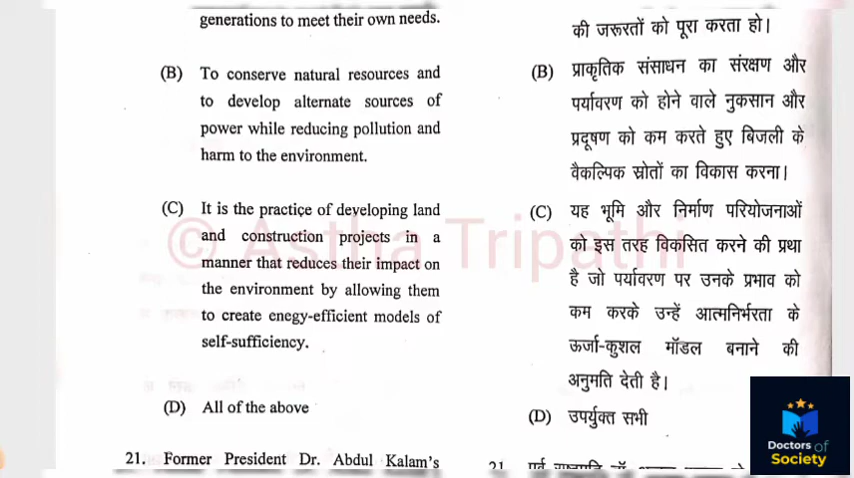 generations to meet their own needs.
(B) To conserve natural resources and
to develop alternate sources of
power while reducing pollution and
harm to the environment.
(C) It is the practice of developing land
and construction projects in a
manner that reduces their impact on
the environment by allowing them
to create enegy-efficient models of
self-sufficiency.
(D) All of the above
21. Former President Dr. Abdul Kalam's
की जरूरतों को पूरा करता हो।
(B) प्राकृतिक संसाधन का संरक्षण और
पर्यावरण को होने वाले नुकसान और
प्रदूषण को कम करते हुए बिजली के
वैकल्पिक स्रोतों का विकास करना।
(C) यह भूमि और निर्माण परियोजनाओं
को इस तरह विकसित करने की प्रथा
है जो पर्यावरण पर उनके प्रभाव को
कम करके उन्हें आत्मनिर्भरता के
ऊर्जा-कुशल मॉडल बनाने की
अनुमति देती है।
(D) उपर्युक्त सभी
21
© Astha Tripathi
Doctors of
Society